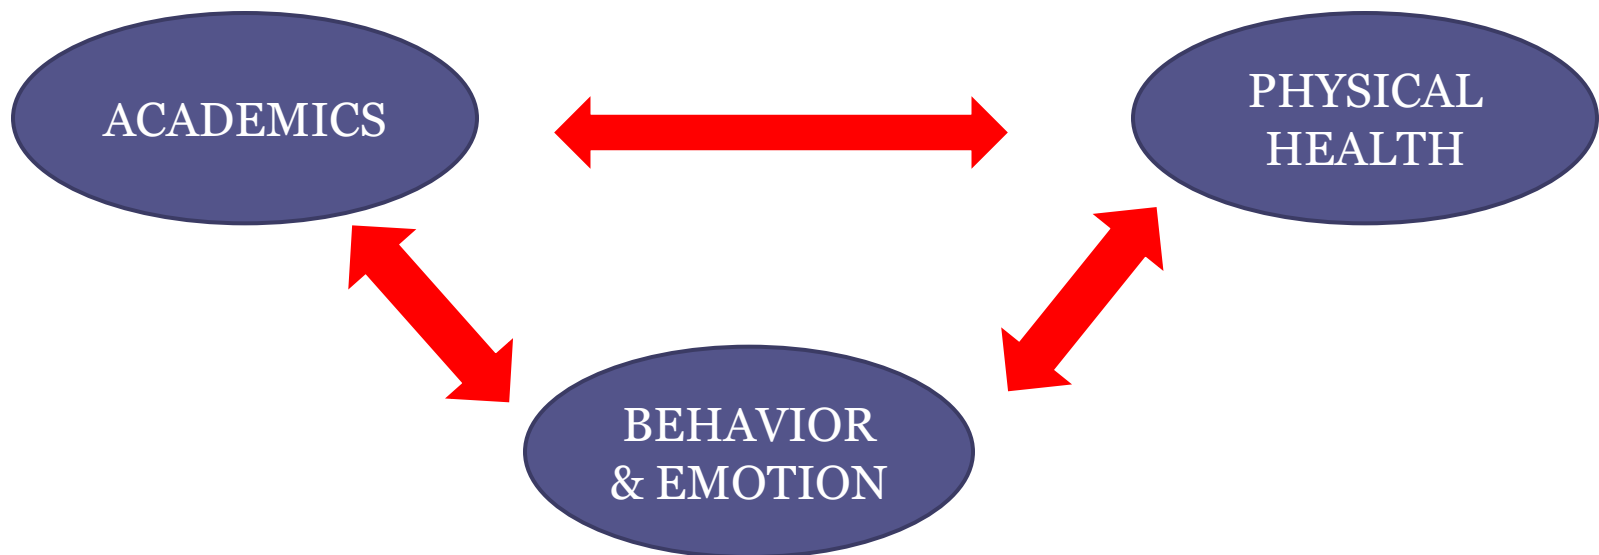 ACADEMICS
PHYSICAL
HEALTH
BEHAVIOR
& EMOTION